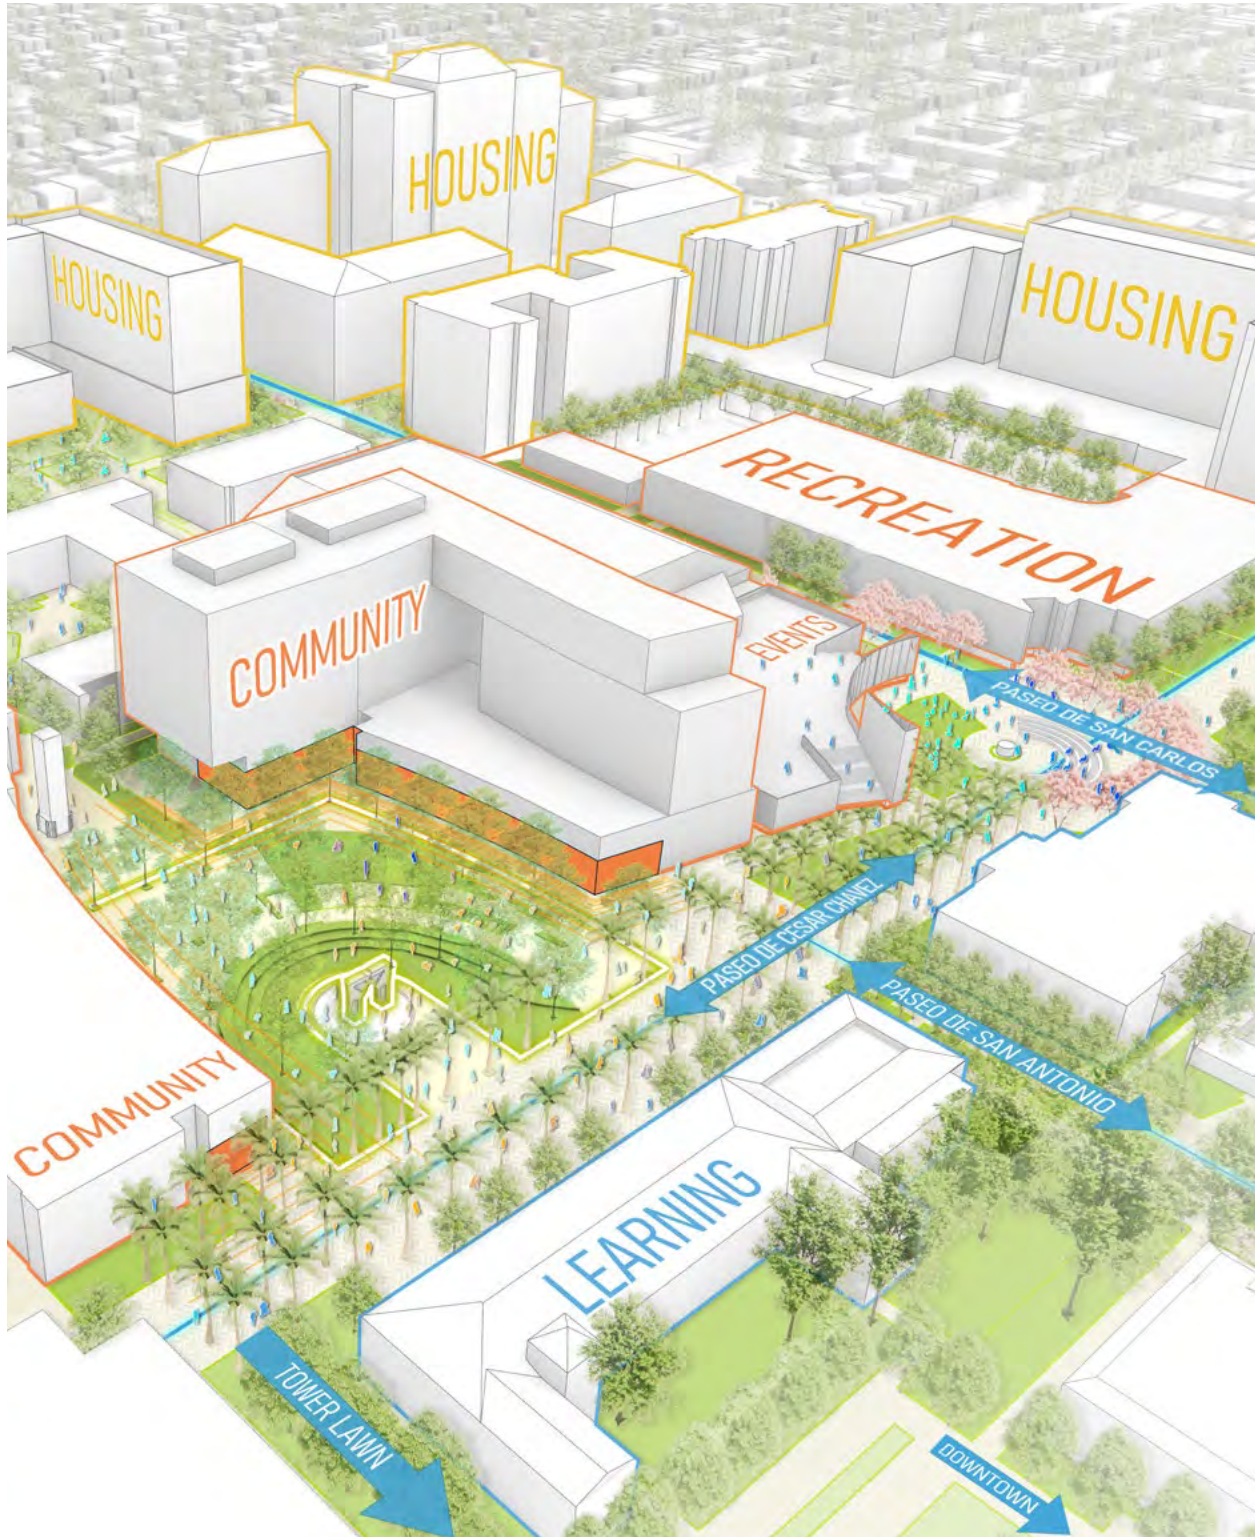 HOUSING
HOUSING
HOUSING
RECREATION
COMMUNITY
EVENTS
PASEO DE SAN CARLOS
PASEO DE CESAR CHAVEZ
PASEO DE SAN ANTONIO
COMMUNITY
LEARNING
TOWER LAWN
DOWNTOWN